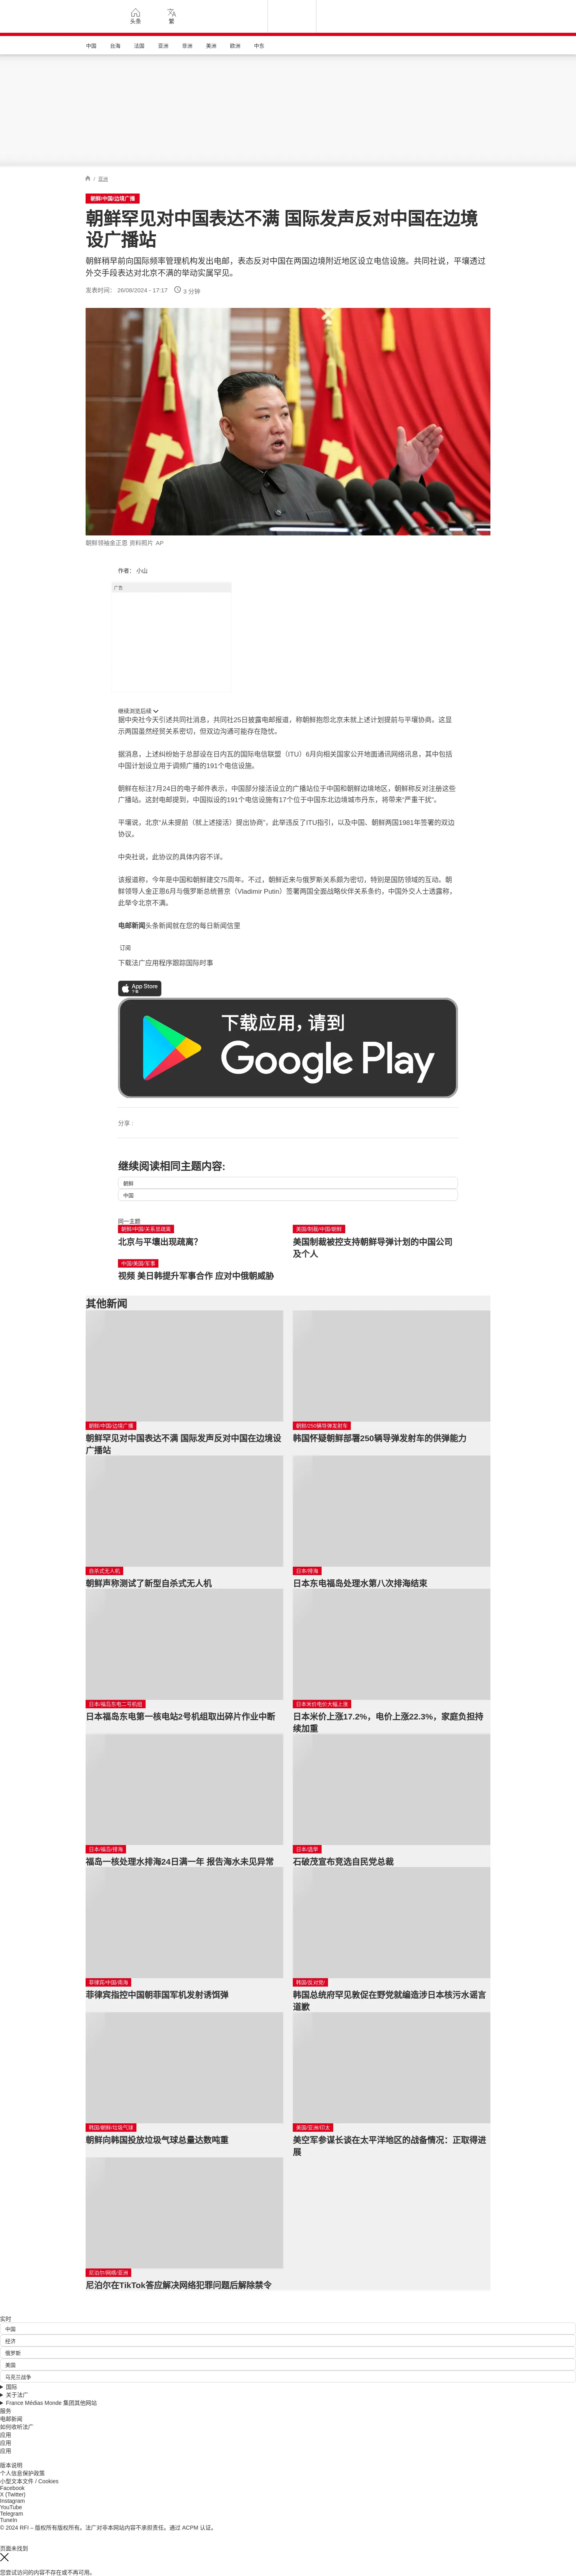 头条
繁
中国
台海
法国
亚洲
非洲
美洲
欧洲
中东
/ 亚洲
朝鲜/中国/边境广播
朝鲜罕见对中国表达不满 国际发声反对中国在边境
设广播站
朝鲜稍早前向国际频率管理机构发出电邮，表态反对中国在两国边境附近地区设立电信设施。共同社说，平壤透过
外交手段表达对北京不满的举动实属罕见。
发表时间： 26/08/2024 - 17:17
3 分钟
朝鲜领袖金正恩 资料照片 AP
作者： 小山
广告
继续浏览后续
据中央社今天引述共同社消息，共同社25日披露电邮报道，称朝鲜抱怨北京未就上述计划提前与平壤协商。这显
示两国虽然经贸关系密切，但双边沟通可能存在隐忧。
据消息，上述纠纷始于总部设在日内瓦的国际电信联盟（ITU）6月向相关国家公开地面通讯网络讯息，其中包括
中国计划设立用于调频广播的191个电信设施。
朝鲜在标注7月24日的电子邮件表示，中国部分接活设立的广播站位于中国和朝鲜边境地区，朝鲜称反对注册这些
广播站。这封电邮提到，中国拟设的191个电信设施有17个位于中国东北边境城市丹东，将带来“严重干扰”。
平壤说，北京“从未提前（就上述接活）提出协商”，此举违反了ITU指引，以及中国、朝鲜两国1981年签署的双边
协议。
中央社说，此协议的具体内容不详。
该报道称，今年是中国和朝鲜建交75周年。不过，朝鲜近来与俄罗斯关系颇为密切，特别是国防领域的互动。朝
鲜领导人金正恩6月与俄罗斯总统普京（Vladimir Putin）签署两国全面战略伙伴关系条约，中国外交人士透露称，
此举令北京不满。
电邮新闻头条新闻就在您的每日新闻信里
订阅
下载法广应用程序跟踪国际时事
App Store
下载
下载应用，请到
Google Play
分享 :
继续阅读相同主题内容:
朝鲜
中国
同一主题
朝鲜/中国/关系显疏离
北京与平壤出现疏离?
美国/制裁/中国/朝鲜
美国制裁被控支持朝鲜导弹计划的中国公司
及个人
中国/美国/军事
视频 美日韩提升军事合作 应对中俄朝威胁
其他新闻
朝鲜/中国/边境广播
朝鲜罕见对中国表达不满 国际发声反对中国在边境设
广播站
朝鲜/250辆导弹发射车
韩国怀疑朝鲜部署250辆导弹发射车的供弹能力
自杀式无人机
朝鲜声称测试了新型自杀式无人机
日本/排海
日本东电福岛处理水第八次排海结束
日本/福岛东电二号机组
日本福岛东电第一核电站2号机组取出碎片作业中断
日本米价电价大幅上涨
日本米价上涨17.2%，电价上涨22.3%，家庭负担持
续加重
日本/福岛/排海
福岛一核处理水排海24日满一年 报告海水未见异常
日本/选举
石破茂宣布竞选自民党总裁
菲律宾/中国/南海
菲律宾指控中国朝菲国军机发射诱饵弹
韩国/反对党/
韩国总统府罕见敦促在野党就编造涉日本核污水谣言
道歉
韩国/朝鲜/垃圾气球
朝鲜向韩国投放垃圾气球总量达数吨重
美国/亚洲/印太
美空军参谋长谈在太平洋地区的战备情况：正取得进
展
尼泊尔/网络/亚洲
尼泊尔在TikTok答应解决网络犯罪问题后解除禁令
实时
中国
经济
俄罗斯
美国
马克兰战争
国际
关于法广
France Médias Monde 集团其他网站
服务
电邮新闻
如何收听法广
应用
应用
应用
版本说明
个人信息保护政策
小型文本文件 / Cookies
Facebook
X (Twitter)
Instagram
YouTube
Telegram
TuneIn
© 2024 RFI – 版权所有版权所有。法广对非本网站内容不承担责任。通过 ACPM 认证。
页面未找到
您尝试访问的内容不存在或不再可用。